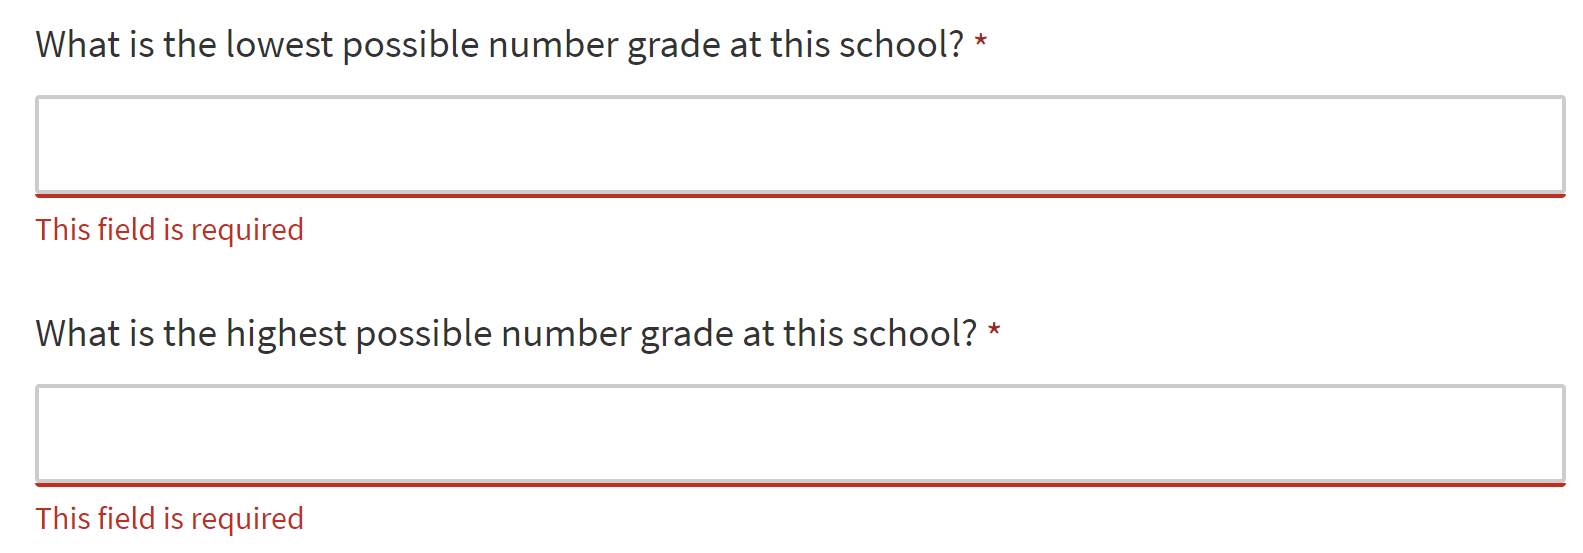 What is the lowest possible number grade at this school? *
This field is required
What is the highest possible number grade at this school? *
This field is required